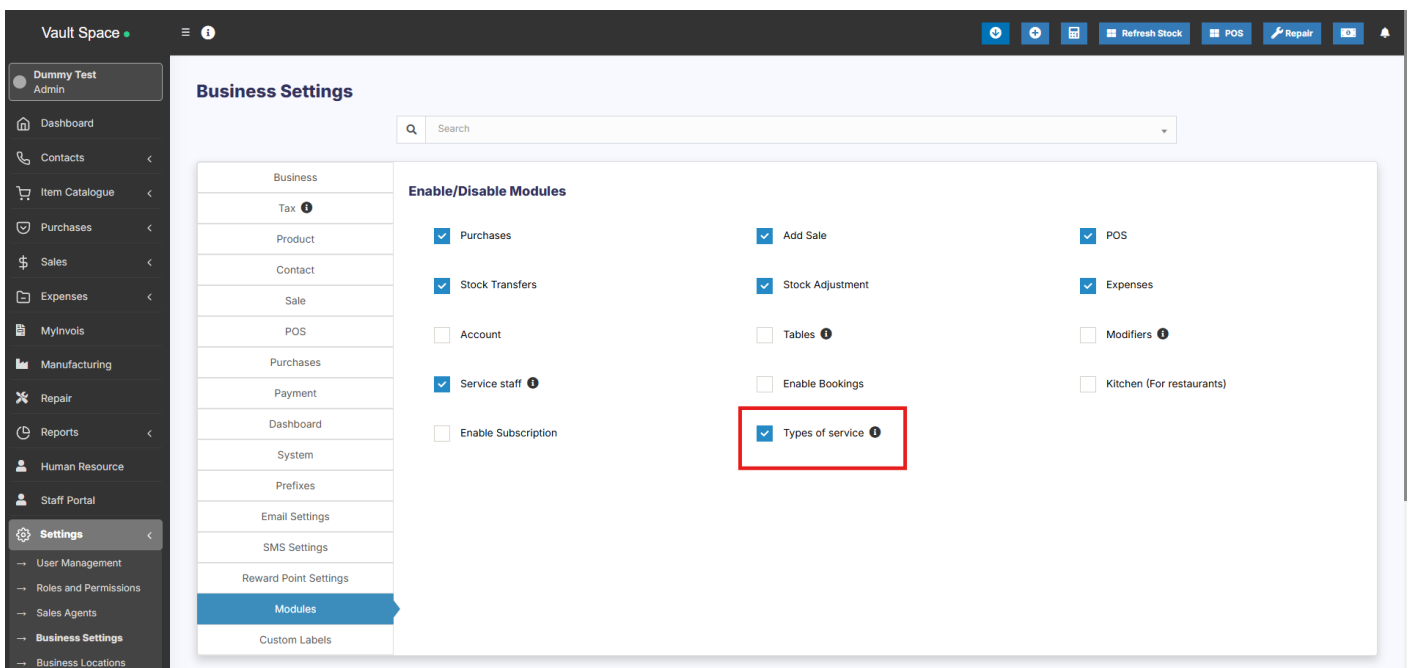 Vault Space
Refresh Stock
POS
Repair
Dummy Test
Admin
Dashboard
Contacts
Item Catalogue
Purchases
Sales
Expenses
MyInvois
Manufacturing
Repair
Reports
Human Resource
Staff Portal
Settings
→ User Management
→ Roles and Permissions
→ Sales Agents
→ Business Settings
→ Business Locations
Business Settings
Search
Business
Tax
Product
Contact
Sale
POS
Purchases
Payment
Dashboard
System
Prefixes
Email Settings
SMS Settings
Reward Point Settings
Modules
Custom Labels
Enable/Disable Modules
Purchases
Add Sale
POS
Stock Transfers
Stock Adjustment
Expenses
Account
Tables
Modifiers
Service staff
Enable Bookings
Kitchen (For restaurants)
Enable Subscription
Types of service